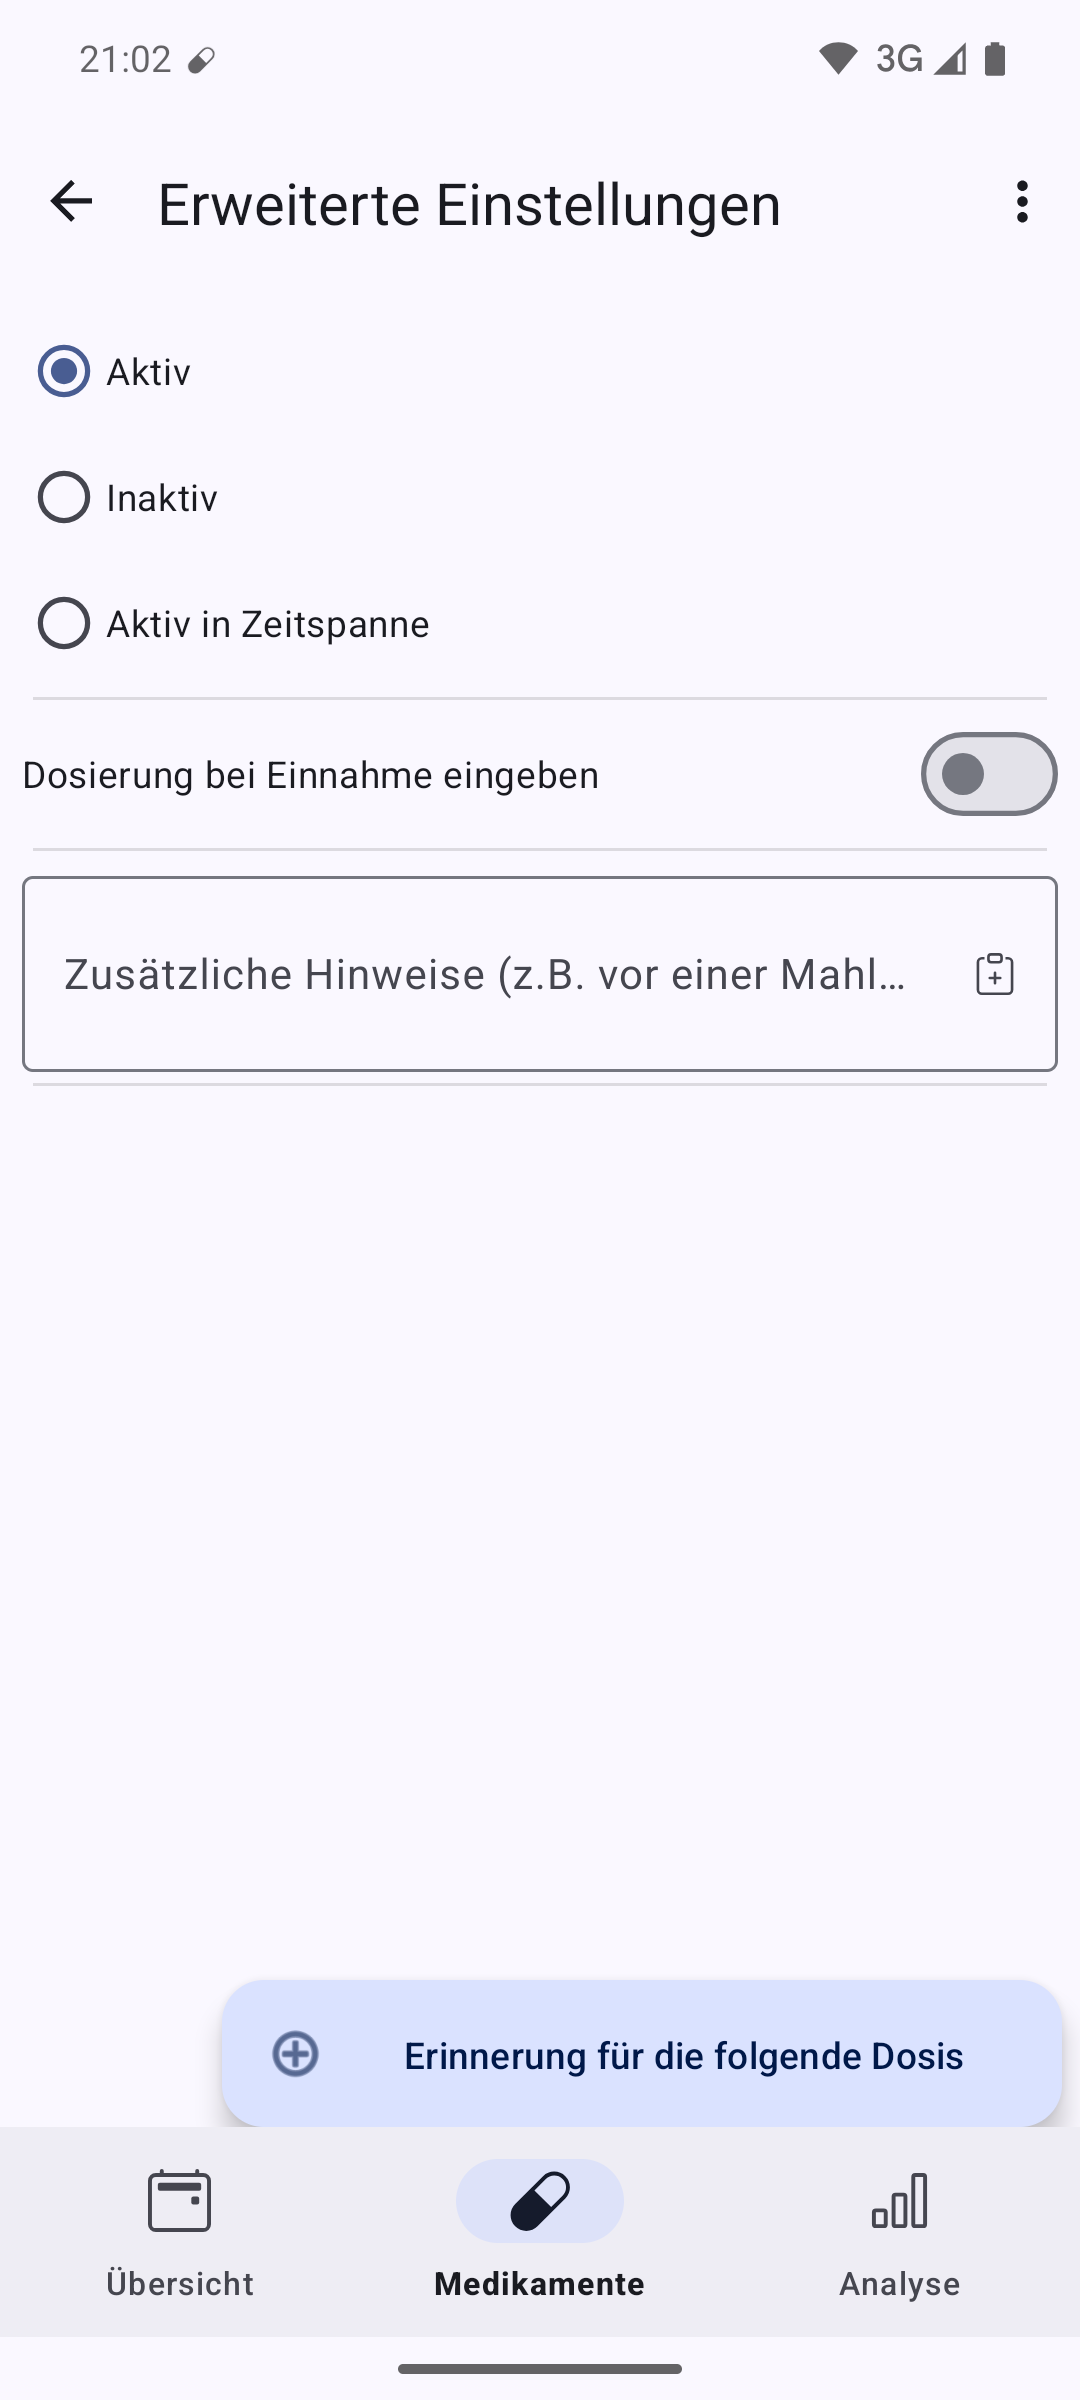 21:02
3G
Erweiterte Einstellungen
Aktiv
Inaktiv
Aktiv in Zeitspanne
Dosierung bei Einnahme eingeben
Zusätzliche Hinweise (z.B. vor einer Mahl…
Erinnerung für die folgende Dosis
Übersicht
Medikamente
Analyse